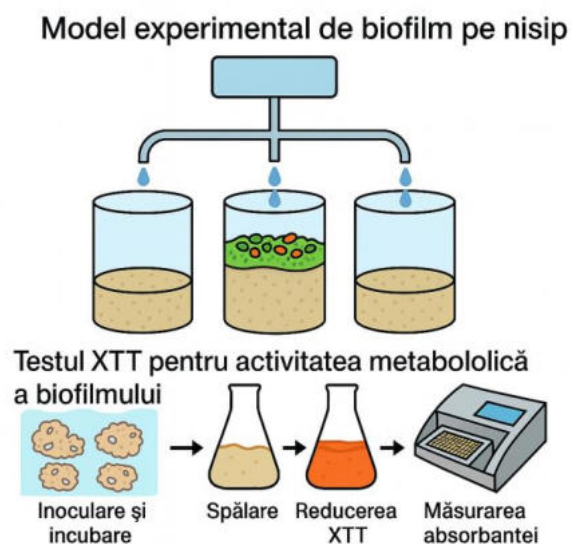 Model experimental de biofilm pe nisip
Testul XTT pentru activitatea metabololică
a biofilmului
Inoculare și
incubare
Spălare
Reducerea
XTT
Măsurarea
absorbantei